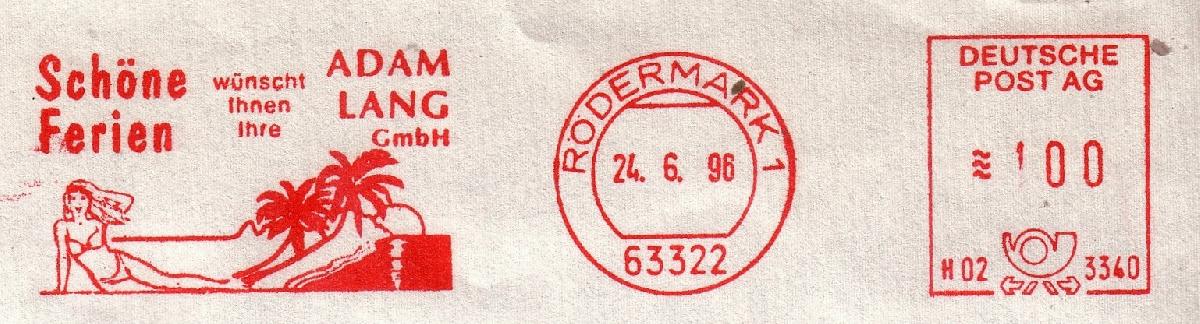 Schöne
Ferien
wünscht
Ihnen
Ihre
ADAM
LANG
GmbH
RÖDERMARK 1
24. 6. 96
63322
DEUTSCHE
POST AG
≋ 100
H02 3340